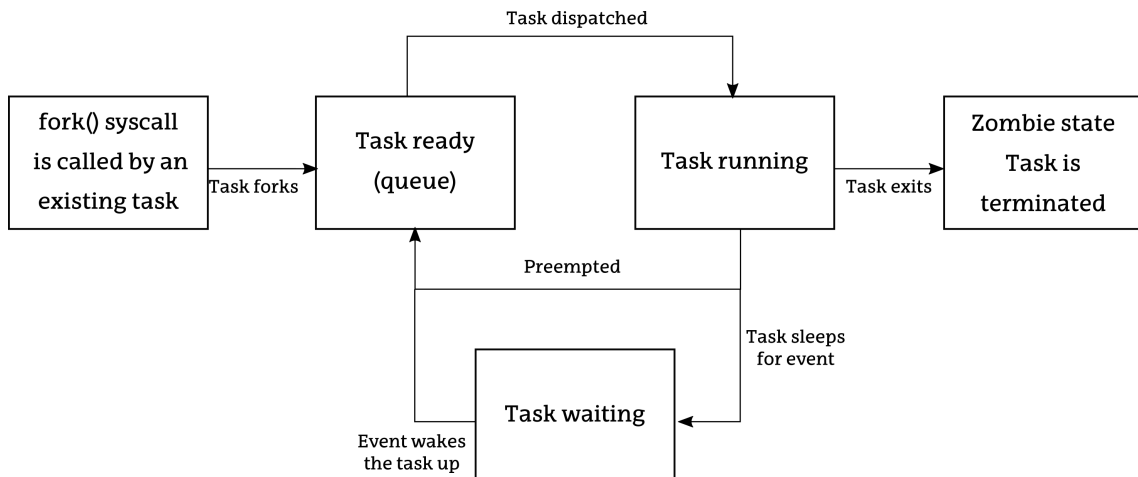 Task dispatched
fork() syscall
is called by an
existing task
Task forks
Task ready
(queue)
Task running
Task exits
Zombie state
Task is
terminated
Preempted
Task sleeps
for event
Task waiting
Event wakes
the task up